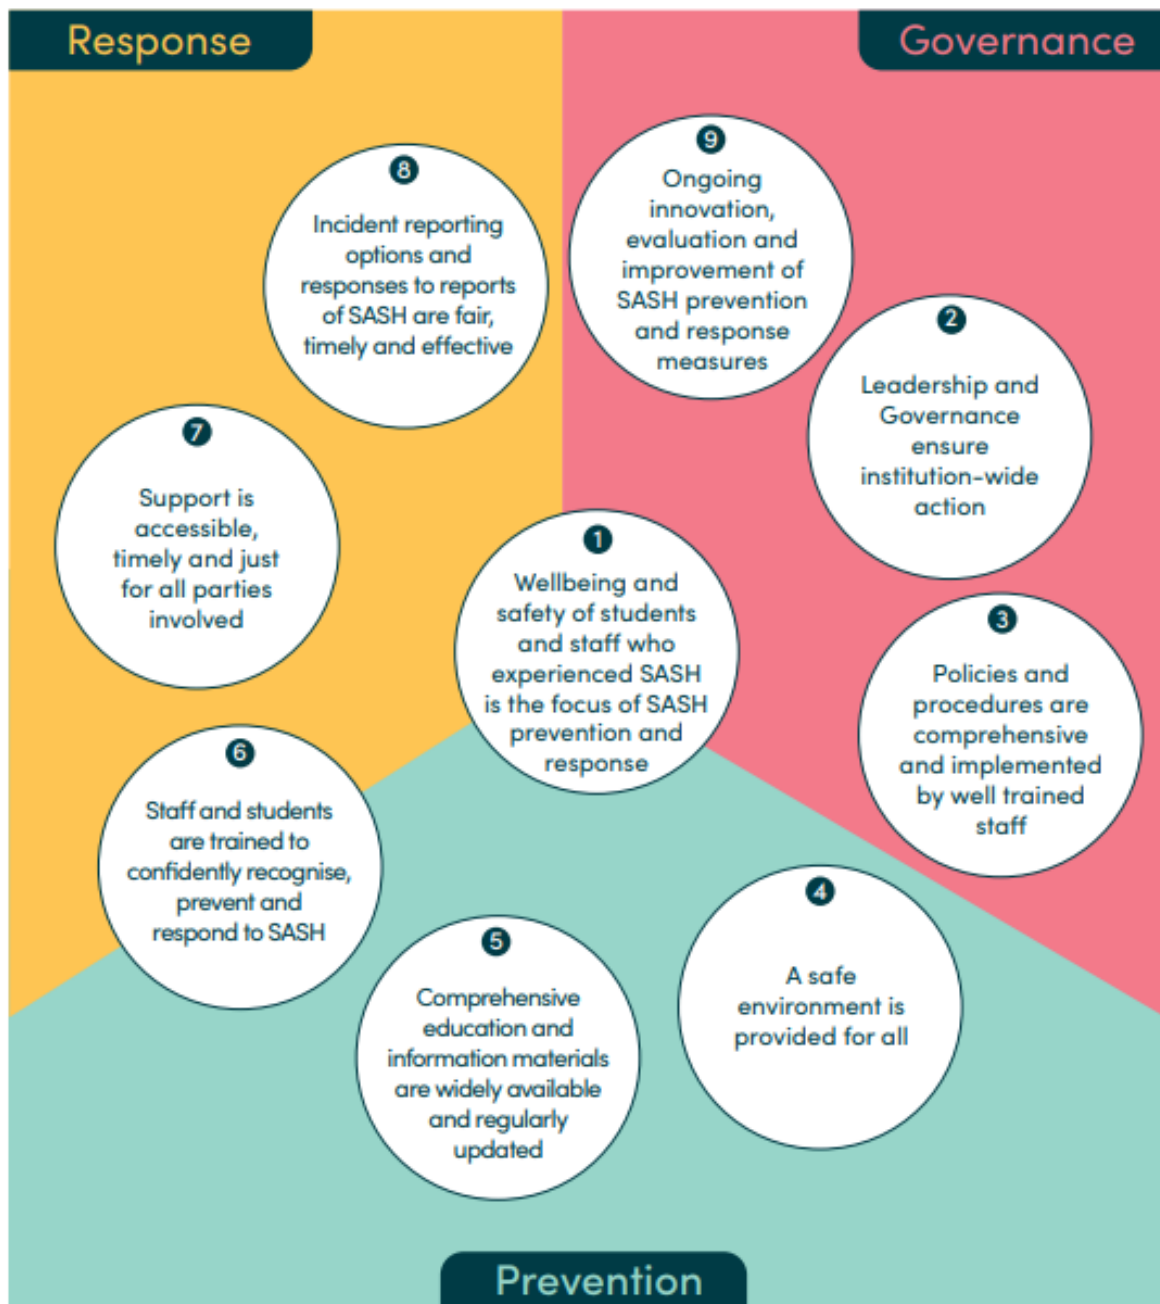 Response
Governance
8
Incident reporting
options and
responses to reports
of SASH are fair,
timely and effective
9
Ongoing
innovation,
evaluation and
improvement of
SASH prevention
and response
measures
2
Leadership and
Governance
ensure
institution-wide
action
7
Support is
accessible,
timely and just
for all parties
involved
1
Wellbeing and
safety of students
and staff who
experienced SASH
is the focus of SASH
prevention and
response
3
Policies and
procedures are
comprehensive
and implemented
by well trained
staff
6
Staff and students
are trained to
confidently recognise,
prevent and
respond to SASH
5
Comprehensive
education and
information materials
are widely available
and regularly
updated
4
A safe
environment is
provided for all
Prevention